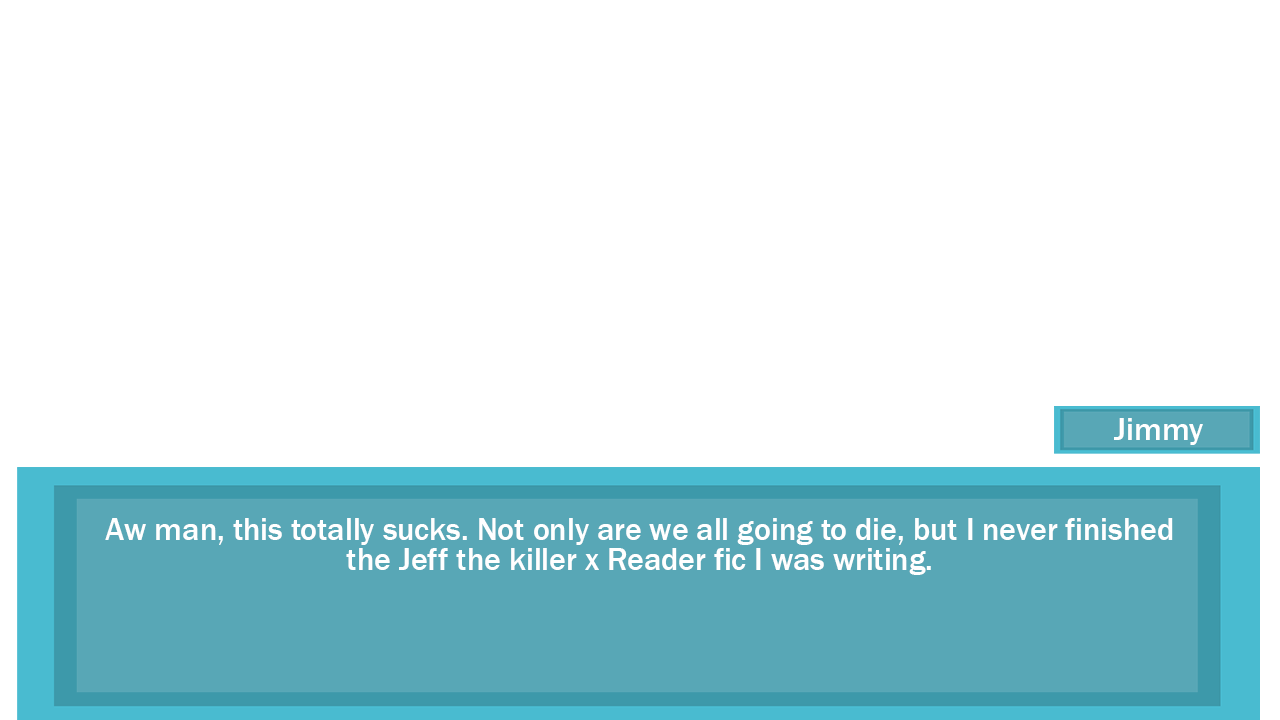 Jimmy
Aw man, this totally sucks. Not only are we all going to die, but I never finished
the Jeff the killer x Reader fic I was writing.